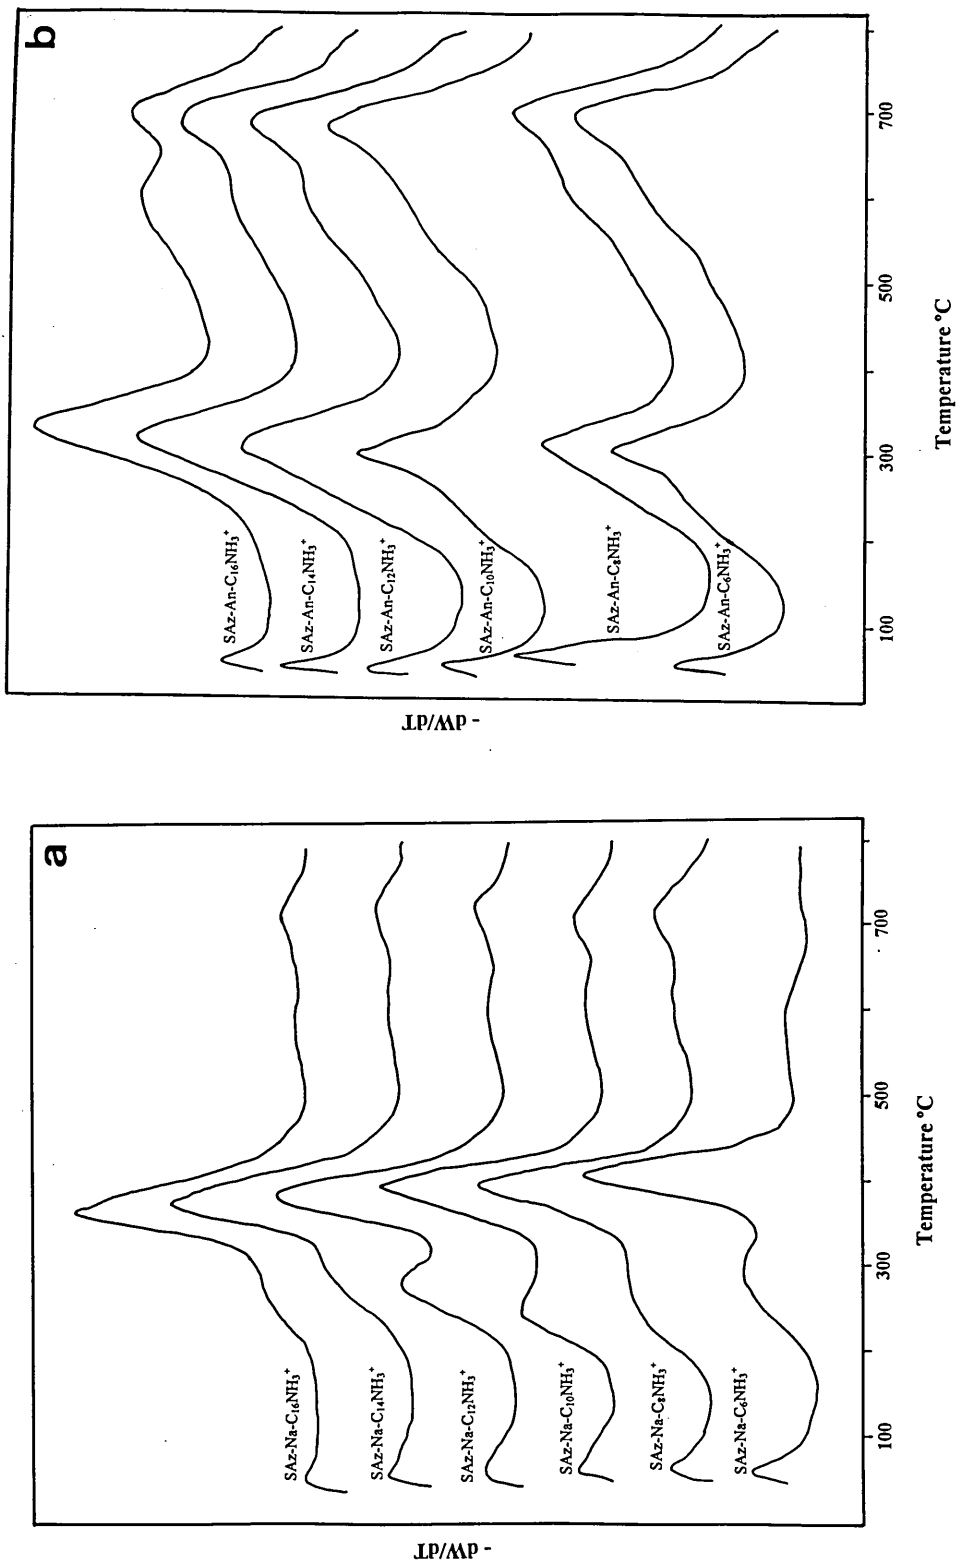 a
SAz-Na-C₁₆NH₃⁺
SAz-Na-C₁₄NH₃⁺
SAz-Na-C₁₂NH₃⁺
SAz-Na-C₁₀NH₃⁺
SAz-Na-C₈NH₃⁺
SAz-Na-C₆NH₃⁺
- dW/dT
100
300
500
700
Temperature °C
b
SAz-An-C₁₆NH₃⁺
SAz-An-C₁₄NH₃⁺
SAz-An-C₁₂NH₃⁺
SAz-An-C₁₀NH₃⁺
SAz-An-C₈NH₃⁺
SAz-An-C₆NH₃⁺
- dW/dT
100
300
500
700
Temperature °C